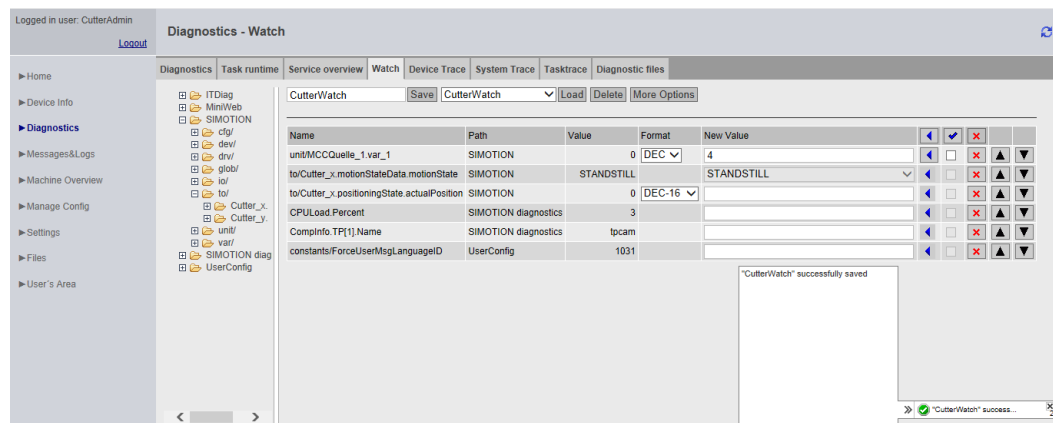 Logged in user: CutterAdmin
Logout
Diagnostics - Watch
Home
Device Info
Diagnostics
Messages&Logs
Machine Overview
Manage Config
Settings
Files
User´s Area
Diagnostics Task runtime Service overview Watch Device Trace System Trace Tasktrace Diagnostic files
ITDiag
MiniWeb
SIMOTION
cfg/
dev/
drv/
glob/
io/
to/
Cutter_x.
Cutter_y.
unit/
var/
SIMOTION diag
UserConfig
CutterWatch Save CutterWatch Load Delete More Options
Name Path Value Format New Value
unit/MCCQuelle_1.var_1 SIMOTION 0 DEC 4
to/Cutter_x.motionStateData.motionState SIMOTION STANDSTILL STANDSTILL
to/Cutter_x.positioningState.actualPosition SIMOTION 0 DEC-16
CPULoad.Percent SIMOTION diagnostics 3
CompInfo.TP[1].Name SIMOTION diagnostics tpcam
constants/ForceUserMsgLanguageID UserConfig 1031
"CutterWatch" successfully saved
"CutterWatch" success...